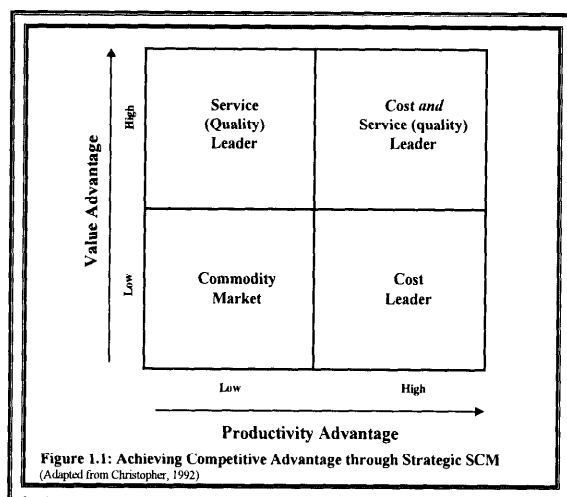 Value Advantage
High
Low
Service
(Quality)
Leader
Cost and
Service (quality)
Leader
Commodity
Market
Cost
Leader
Low
High
Productivity Advantage
Figure 1.1: Achieving Competitive Advantage through Strategic SCM
(Adapted from Christopher, 1992)